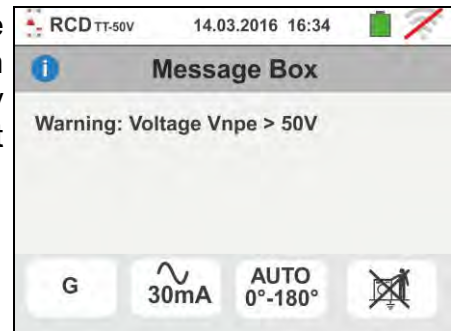 RCD TT-50V 14.03.2016 16:34
Message Box
Warning: Voltage Vnpe > 50V
G 30mA AUTO
0°-180°